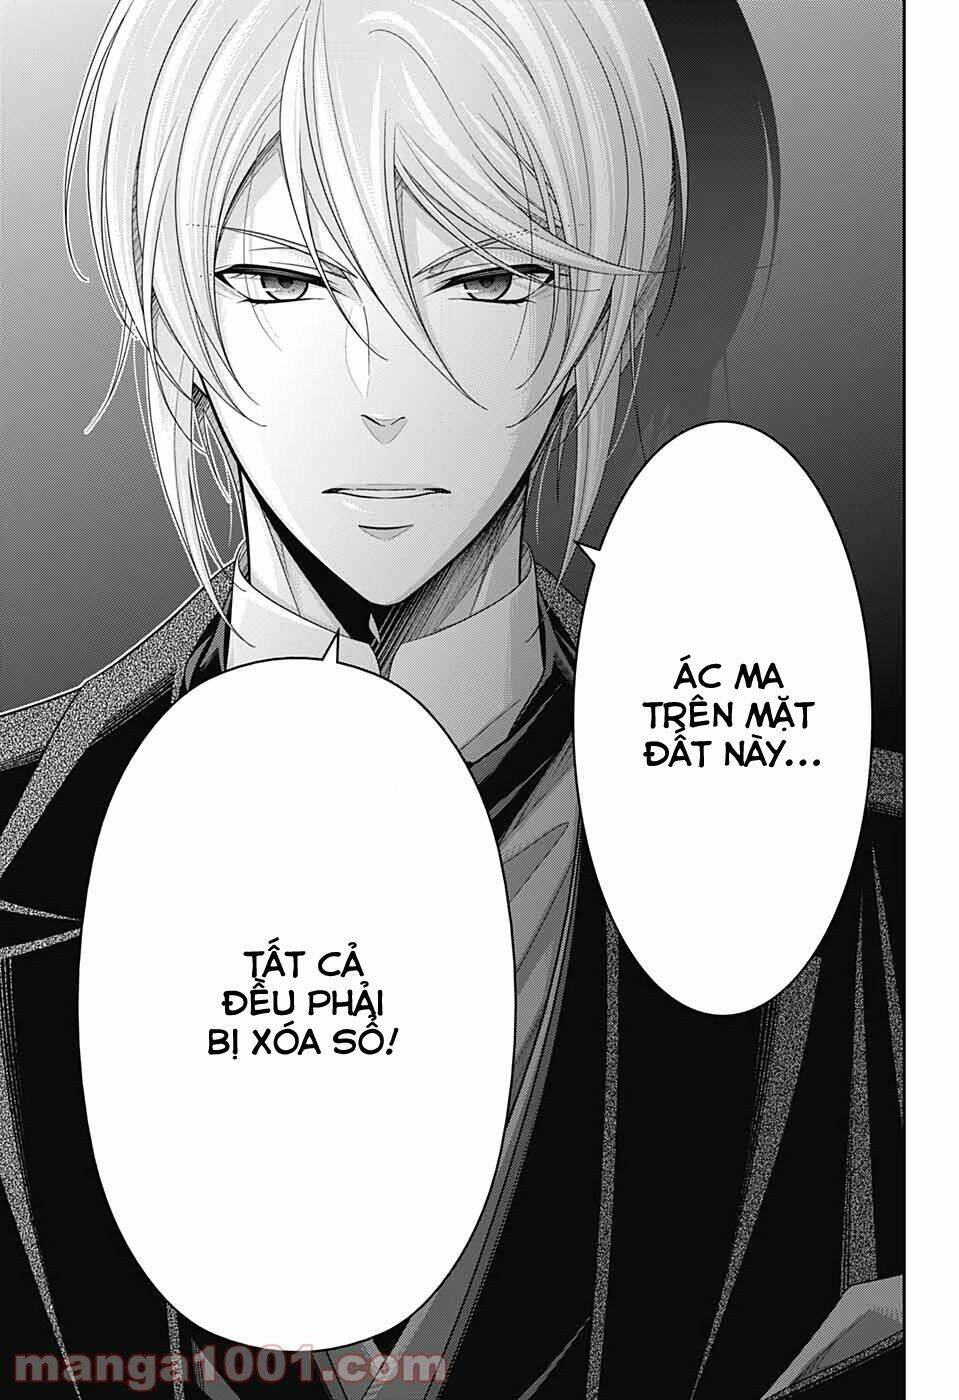 ÁC MA
TRÊN MẶT
ĐẤT NÀY...
TẤT CẢ
ĐỀU PHẢI
BỊ XÓA SỔ!
manga1001.com